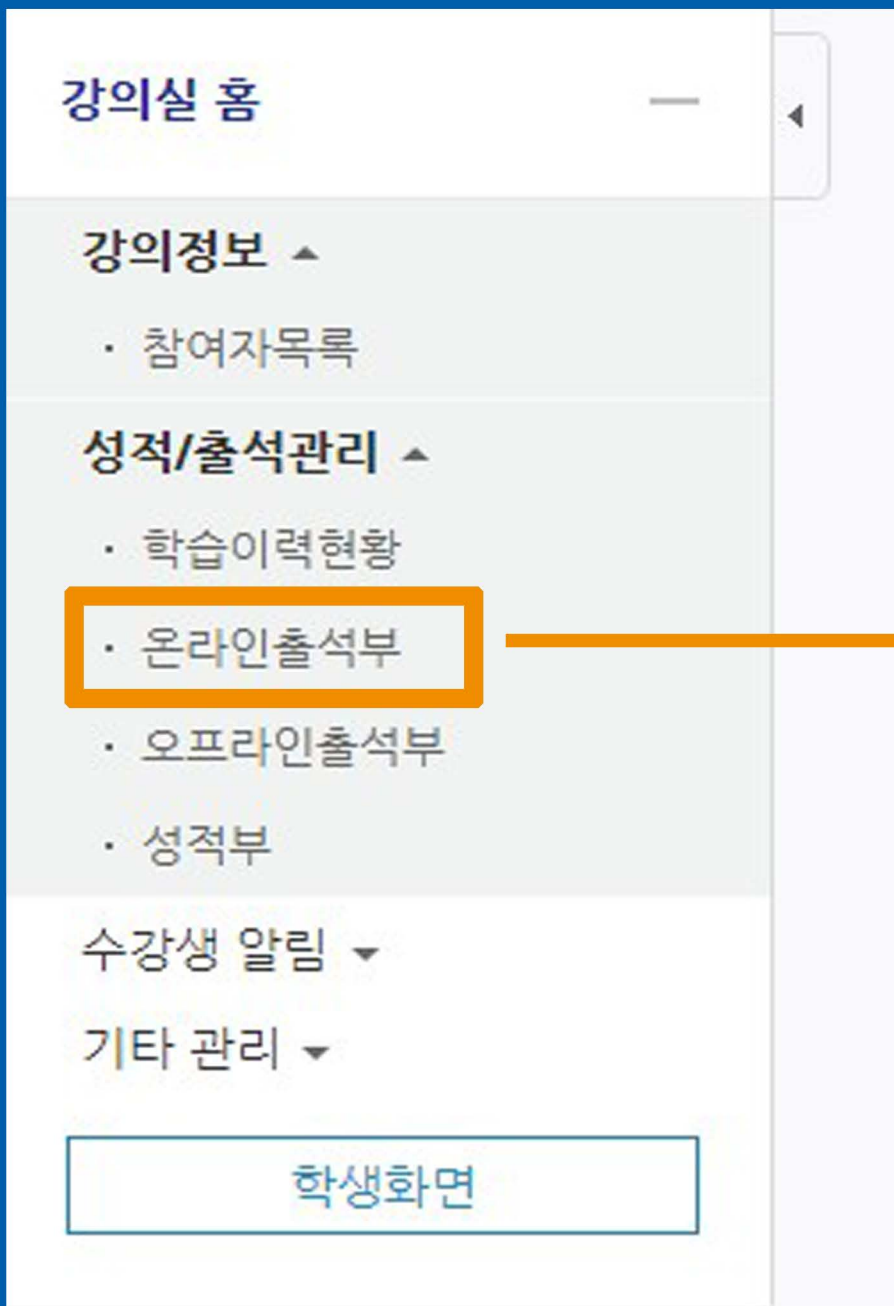 강의실 홈
강의정보
· 참여자목록
성적/출석관리
· 학습이력현황
· 온라인출석부
· 오프라인출석부
· 성적부
수강생 알림
기타 관리
학생화면